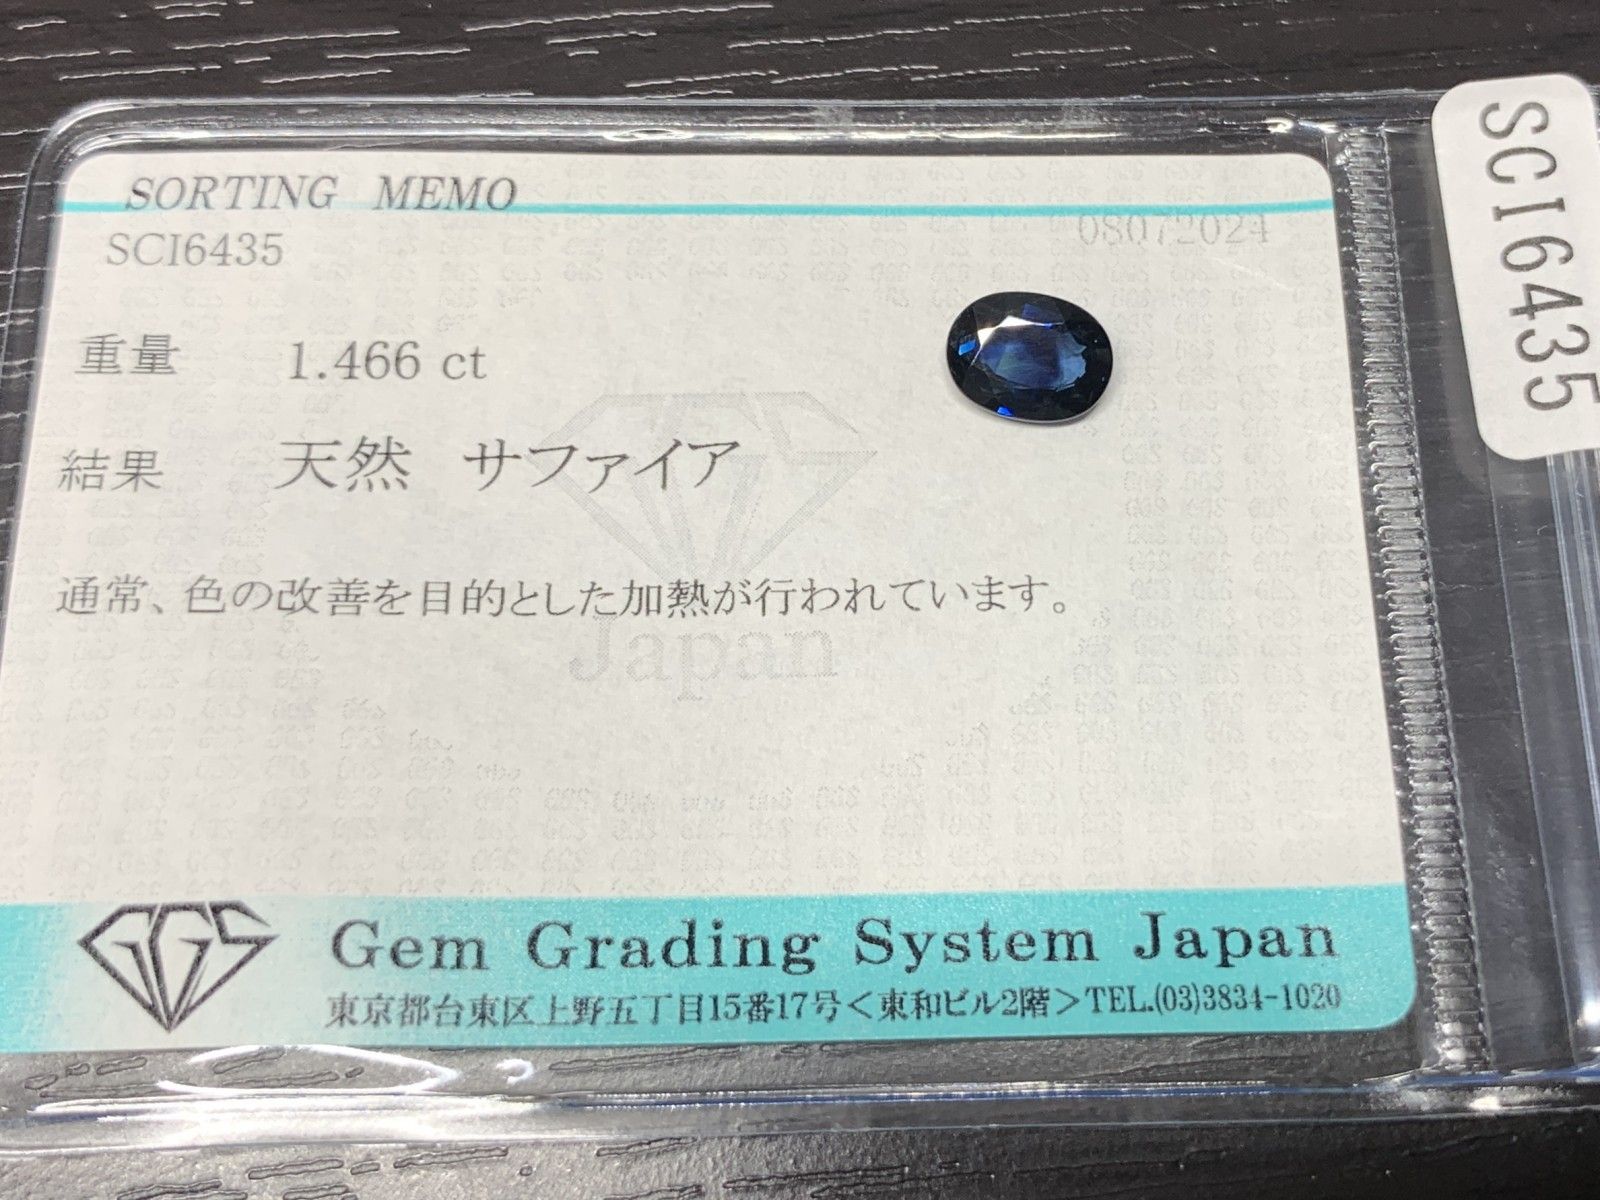 SORTING MEMO
SCI6435
08072024
重量 1.466 ct
結果 天然 サファイア
通常、色の改善を目的とした加熱が行われています。
Japan
GGS
Gem Grading System Japan
東京都台東区上野五丁目15番17号＜東和ビル2階＞TEL.(03)3834-1020
SCI6435